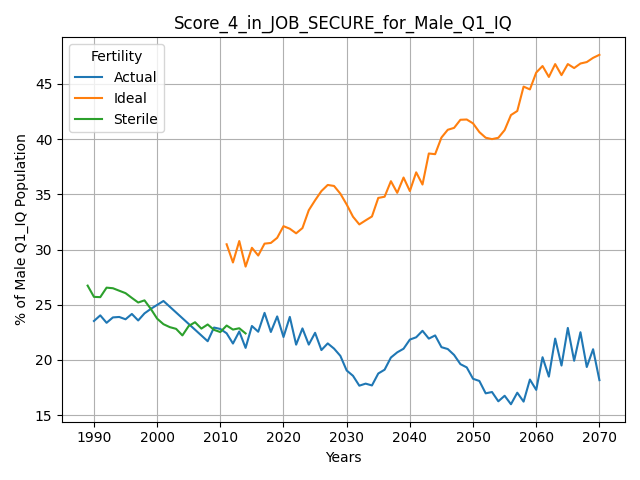 Score_4_in_JOB_SECURE_for_Male_Q1_IQ
Fertility
Actual
Ideal
Sterile
% of Male Q1_IQ Population
45
40
35
30
25
20
15
1990 2000 2010 2020 2030 2040 2050 2060 2070
Years